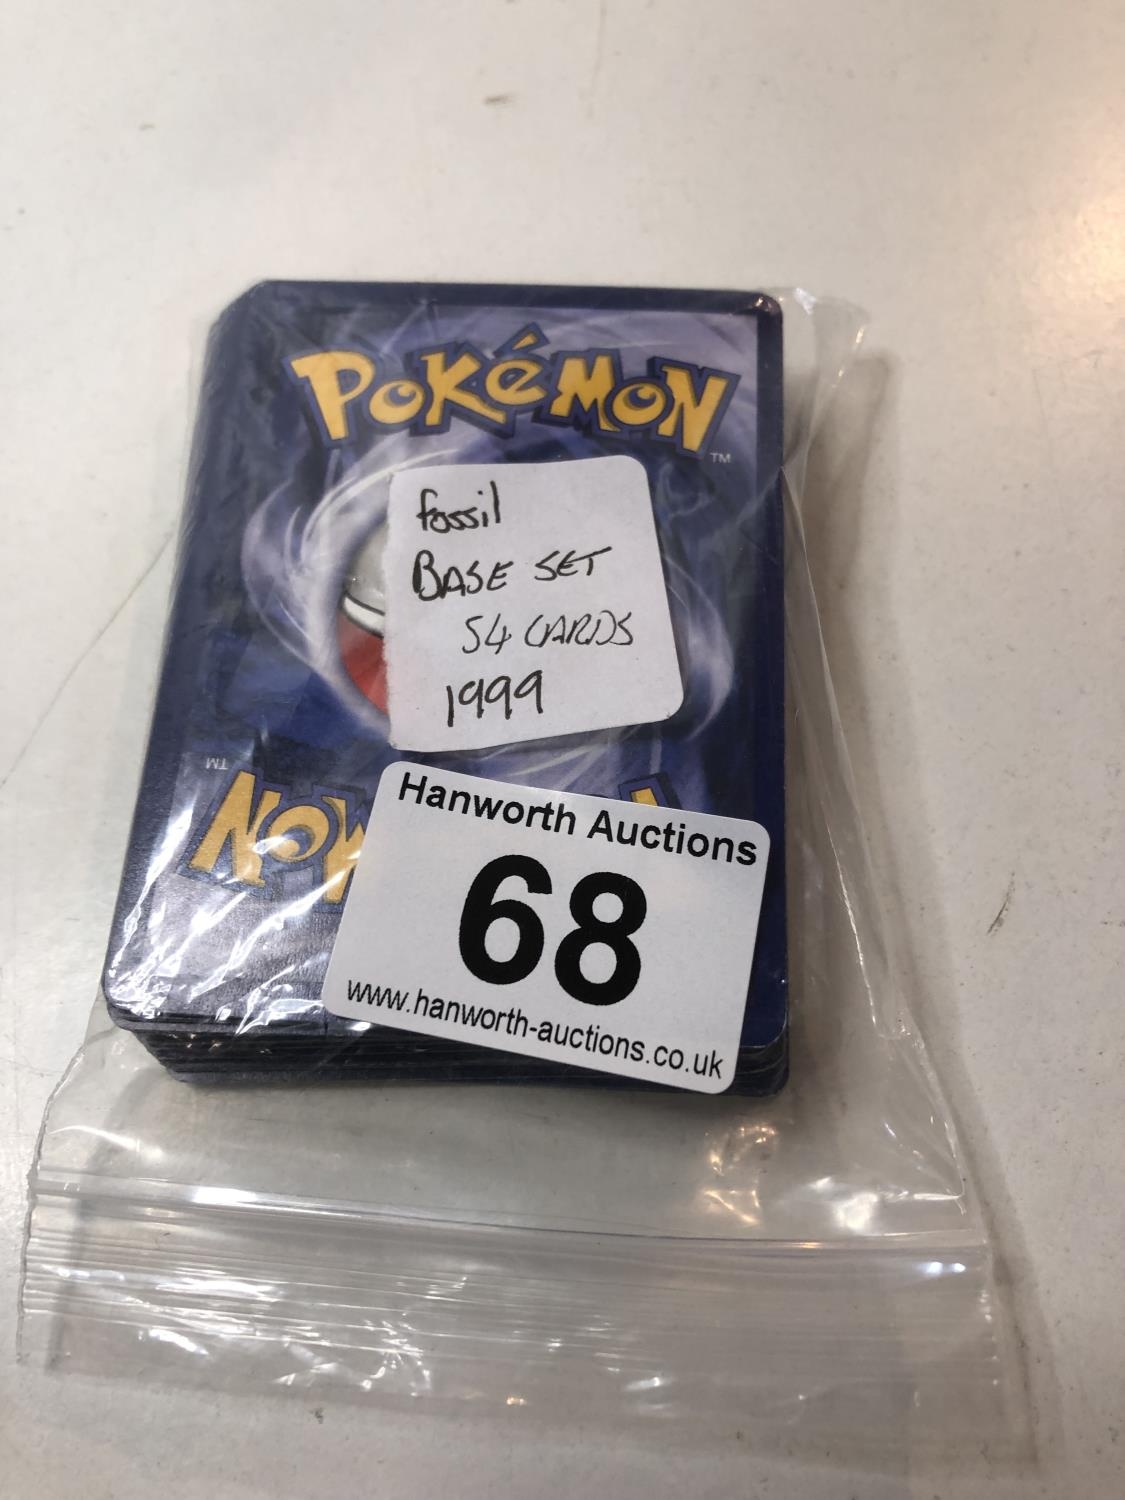 POKéMON
TM
fossil
BASE SET
54 CARDS
1999
TM
Hanworth Auctions
68
www.hanworth-auctions.co.uk